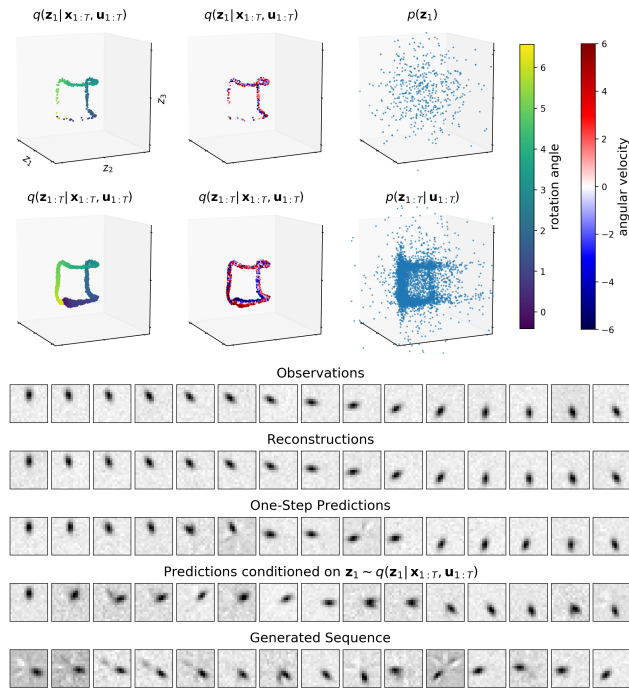 q(z₁|x₁:T, u₁:T)
q(z₁|x₁:T, u₁:T)
p(z₁)
z₁
z₂
z₃
6
5
4
3
2
1
0
rotation angle
6
4
2
0
−2
−4
−6
angular velocity
q(z₁:T|x₁:T, u₁:T)
q(z₁:T|x₁:T, u₁:T)
p(z₁:T|u₁:T)
Observations
Reconstructions
One-Step Predictions
Predictions conditioned on z₁ ~ q(z₁|x₁:T, u₁:T)
Generated Sequence